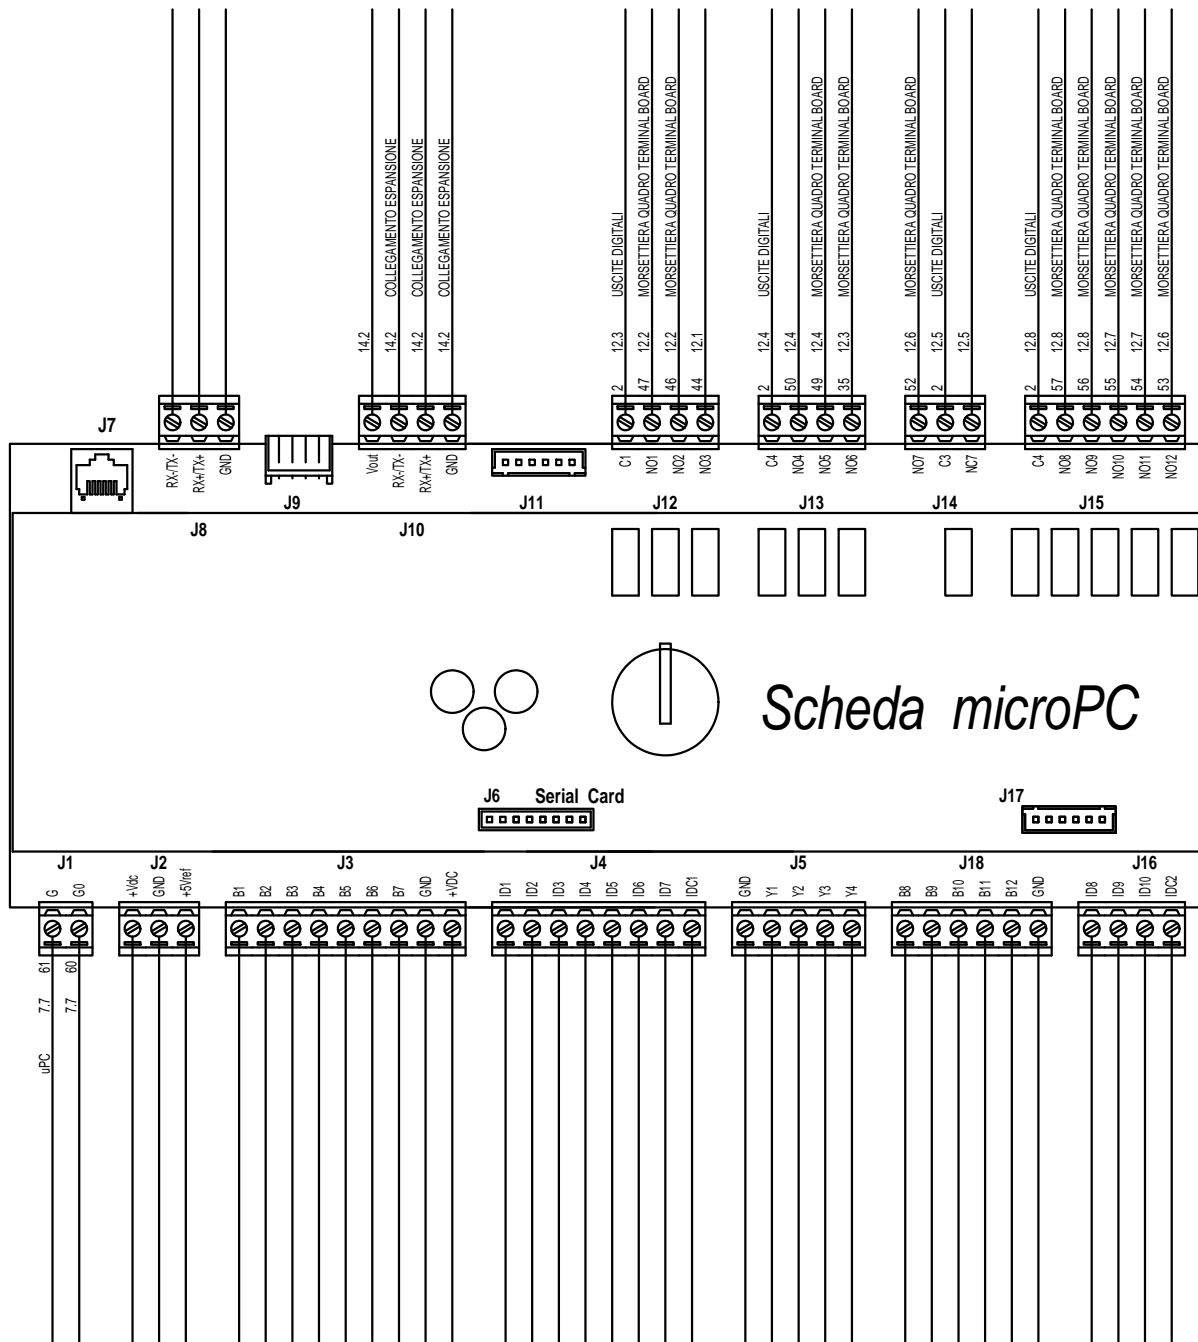 COLLEGAMENTO ESPANSIONE
COLLEGAMENTO ESPANSIONE
COLLEGAMENTO ESPANSIONE
USCITE DIGITALI
MORSETTIERA QUADRO TERMINAL BOARD
MORSETTIERA QUADRO TERMINAL BOARD
USCITE DIGITALI
MORSETTIERA QUADRO TERMINAL BOARD
MORSETTIERA QUADRO TERMINAL BOARD
MORSETTIERA QUADRO TERMINAL BOARD
USCITE DIGITALI
USCITE DIGITALI
MORSETTIERA QUADRO TERMINAL BOARD
MORSETTIERA QUADRO TERMINAL BOARD
MORSETTIERA QUADRO TERMINAL BOARD
MORSETTIERA QUADRO TERMINAL BOARD
MORSETTIERA QUADRO TERMINAL BOARD
14.2 14.2 14.2 14.2 12.3 12.2 12.2 12.1 12.4 12.4 12.4 12.3 12.6 12.5 12.5 12.8 12.8 12.8 12.7 12.7 12.6
2 47 46 44 2 50 49 35 52 2 2 57 56 55 54 53
J7
RX-/TX- RX+/TX+ GND Vout RX-/TX- RX+/TX+ GND C1 NO1 NO2 NO3 C4 NO4 NO5 NO6 NO7 C3 NC7 C4 NO8 NO9 NO10 NO11 NO12
J9 J11 J12 J13 J14 J15
J8 J10
Scheda microPC
J6 Serial Card J17
J1 J2 J3 J4 J5 J18 J16
G G0 +Vdc GND +5Vref B1 B2 B3 B4 B5 B6 B7 GND +VDC ID1 ID2 ID3 ID4 ID5 ID6 ID7 IDC1 GND Y1 Y2 Y3 Y4 B8 B9 B10 B11 B12 GND ID8 ID9 ID10 IDC2
61 60
7.7 7.7
uPC